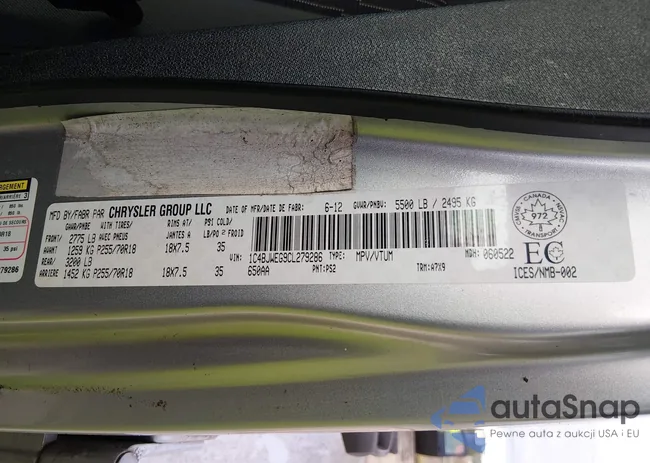 MFD BY/FABR PAR CHRYSLER GROUP LLC DATE OF MFR/DATE DE FABR: 6-12 GVWR/PNBV: 5500 LB / 2495 KG
GAWR/PNBE WITH TIRES/ RIMS AT/ PSI COLD/
AVEC PNEUS JANTES A LB/PO² FROID
FRONT/ 2775 LB
AVANT 1259 KG P255/70R18 18X7.5 35
REAR/ 3200 LB
ARRIERE 1452 KG P255/70R18 18X7.5 35
VIN: 1C4BJWEG9CL279286 TYPE: MPV/VTUM MDH: 060522
650AA PNT: PS2 TRM: A7X9
CANADA
TRANSPORT
972
EC
ICES/NMB-002
35 psi
279286
autaSnap
Pewne auta z aukcji USA i EU